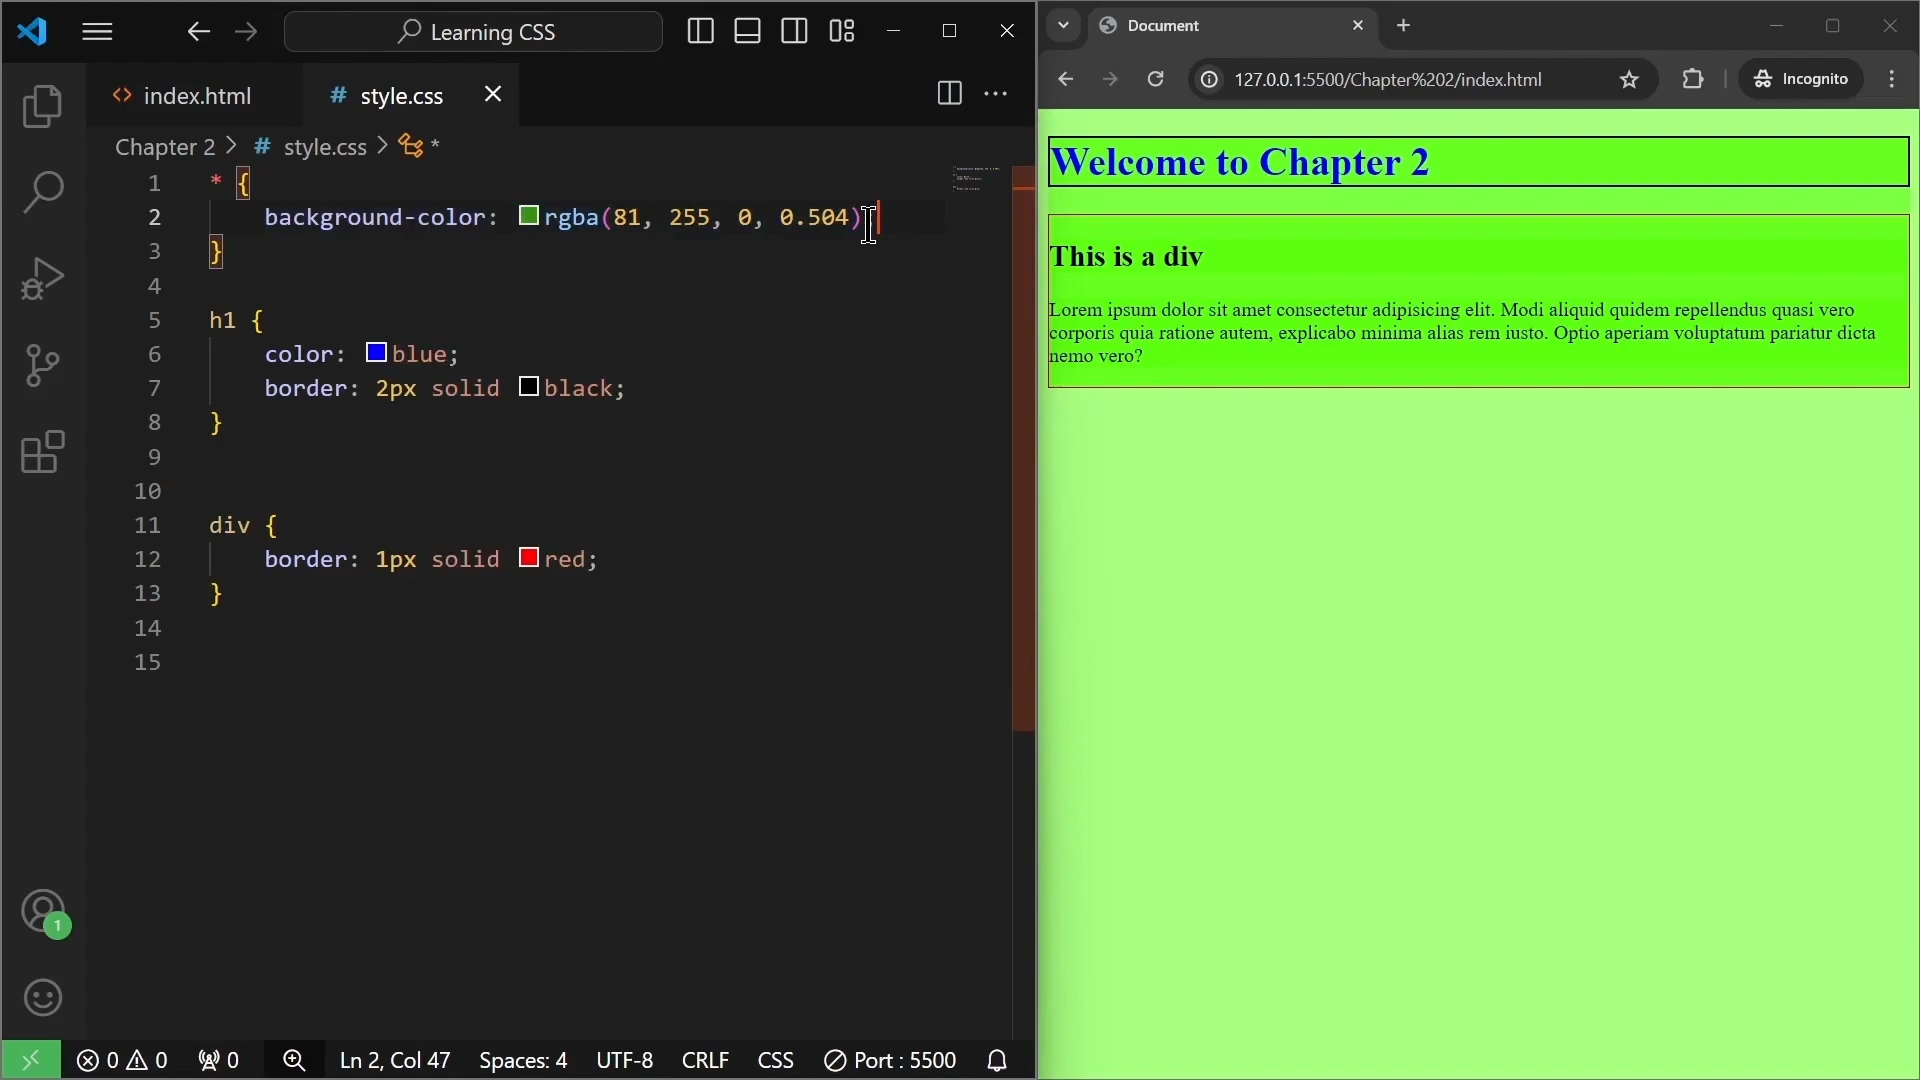 Learning CSS
index.html
# style.css
Chapter 2 > # style.css > *
1 * {
2 background-color: rgba(81, 255, 0, 0.504)
3 }
4
5 h1 {
6 color: blue;
7 border: 2px solid black;
8 }
9
10
11 div {
12 border: 1px solid red;
13 }
14
15
1
0 0 0
Ln 2, Col 47
Spaces: 4
UTF-8
CRLF
CSS
Port : 5500
Document
127.0.0.1:5500/Chapter%202/index.html
Incognito
Welcome to Chapter 2
This is a div
Lorem ipsum dolor sit amet consectetur adipisicing elit. Modi aliquid quidem repellendus quasi vero
corporis quia ratione autem, explicabo minima alias rem iusto. Optio aperiam voluptatum pariatur dicta
nemo vero?